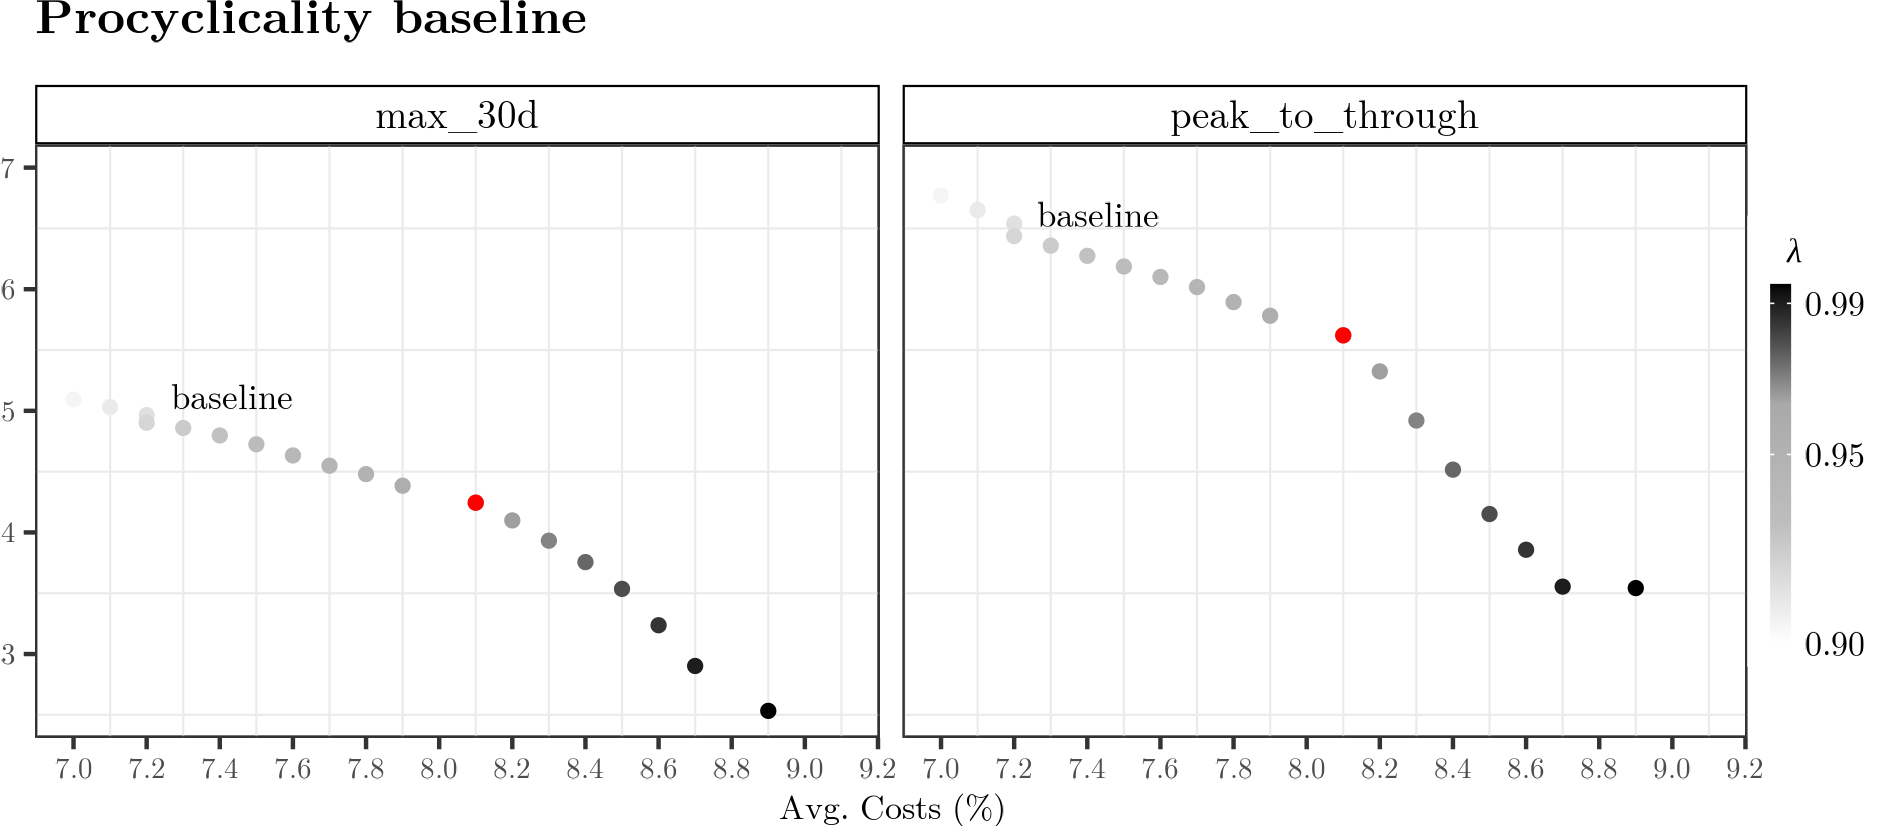 Procyclicality baseline
max_30d
peak_to_through
7
6
5
4
3
baseline
baseline
λ
0.99
0.95
0.90
7.0 7.2 7.4 7.6 7.8 8.0 8.2 8.4 8.6 8.8 9.0 9.2
7.0 7.2 7.4 7.6 7.8 8.0 8.2 8.4 8.6 8.8 9.0 9.2
Avg. Costs (%)